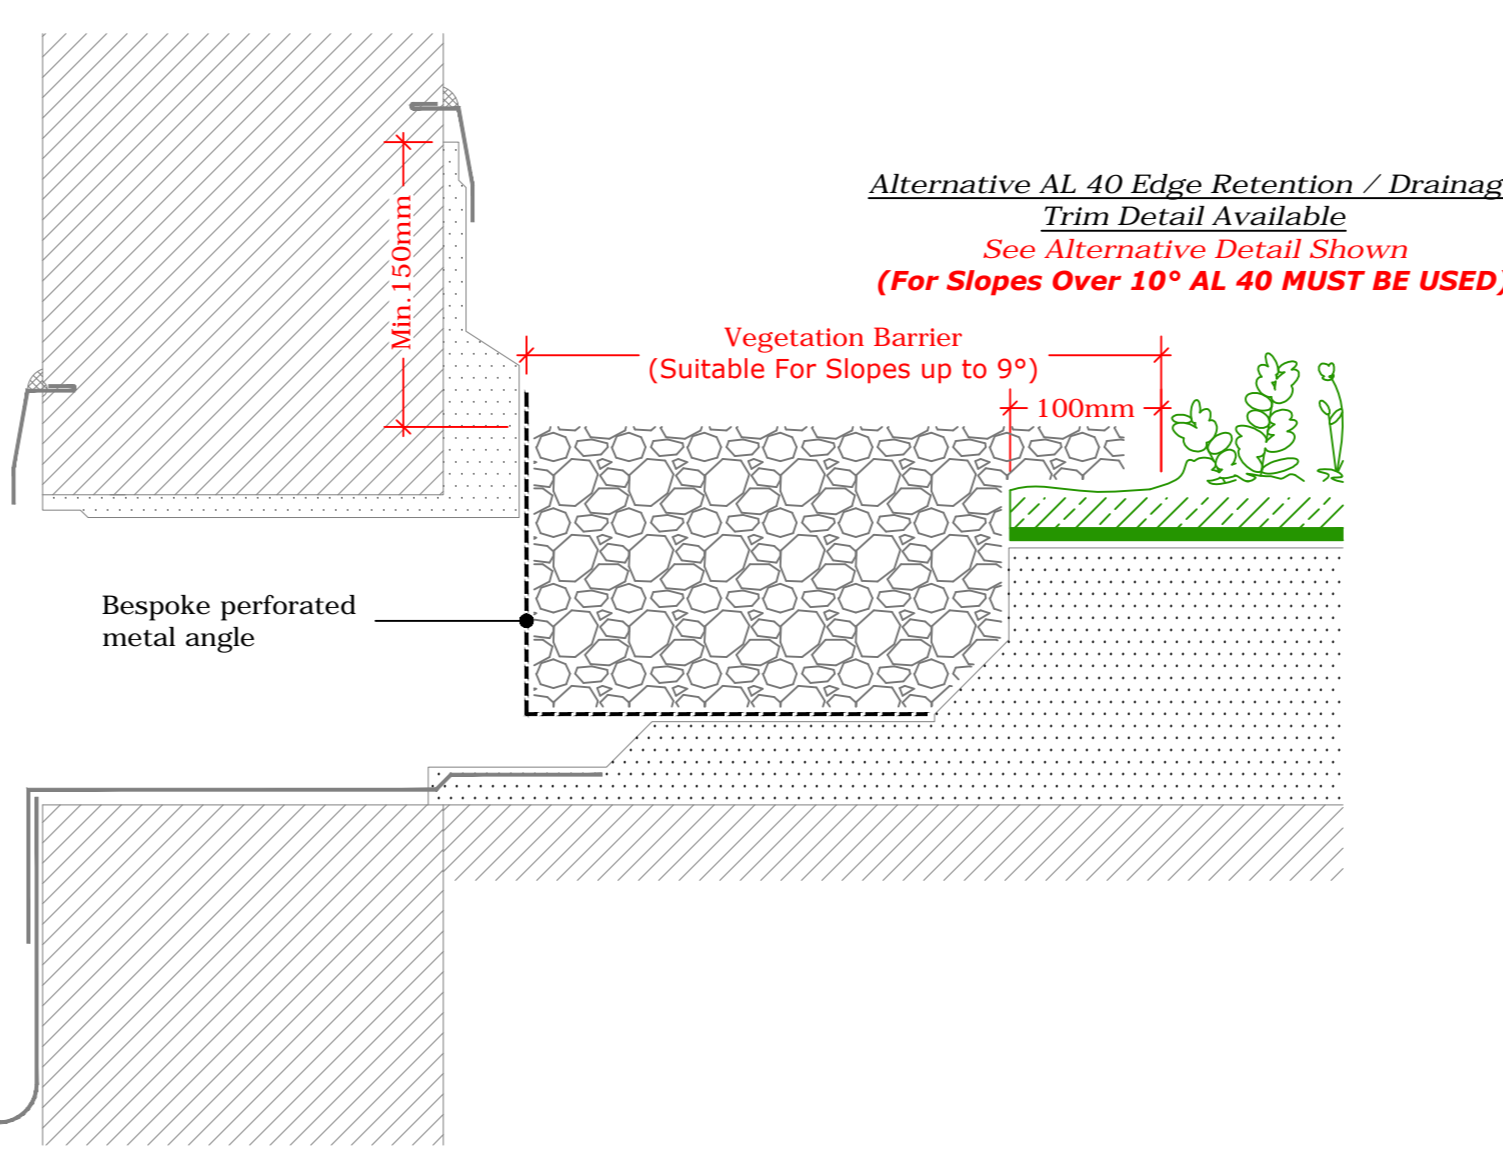 Alternative AL 40 Edge Retention / Drainag
Trim Detail Available
See Alternative Detail Shown
(For Slopes Over 10° AL 40 MUST BE USED)
Min.150mm
Vegetation Barrier
(Suitable For Slopes up to 9°)
100mm
Bespoke perforated
metal angle